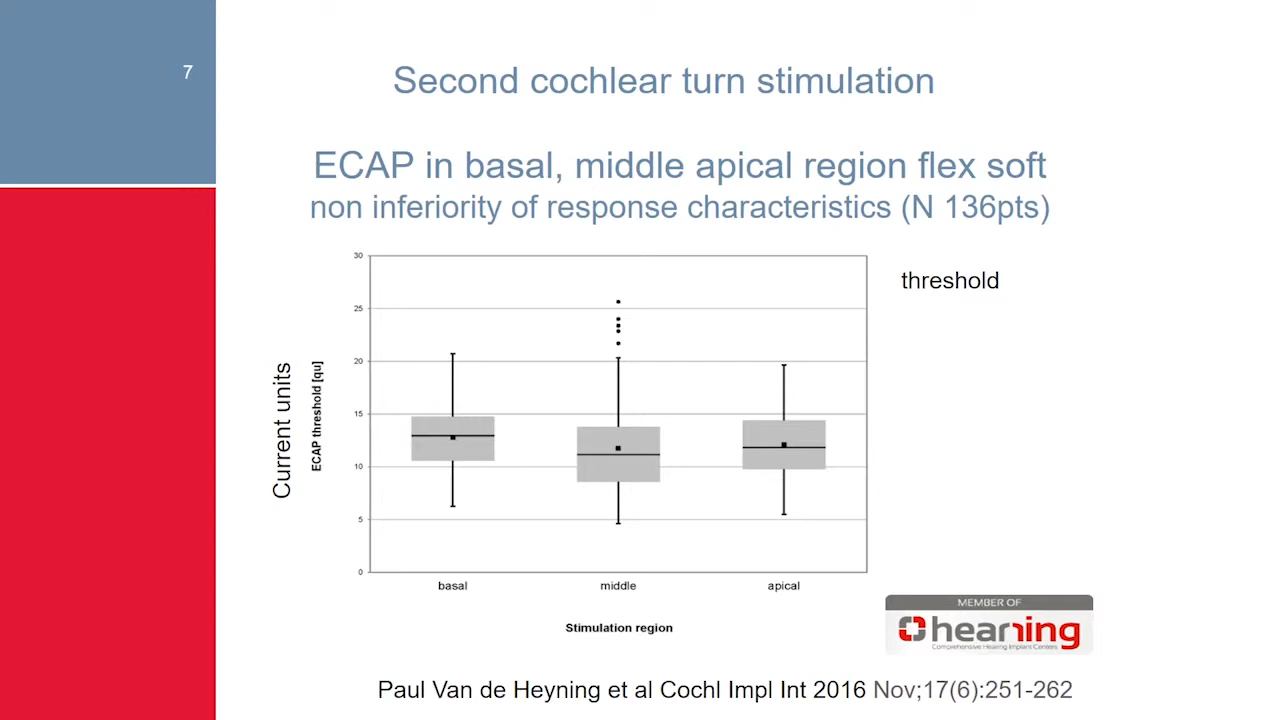 7
Second cochlear turn stimulation
ECAP in basal, middle apical region flex soft
non inferiority of response characteristics (N 136pts)
threshold
Current units
ECAP threshold [qu]
30
25
20
15
10
5
0
basal middle apical
Stimulation region
MEMBER OF
hearring
Comprehensive Hearing Implant Centers
Paul Van de Heyning et al Cochl Impl Int 2016 Nov;17(6):251-262